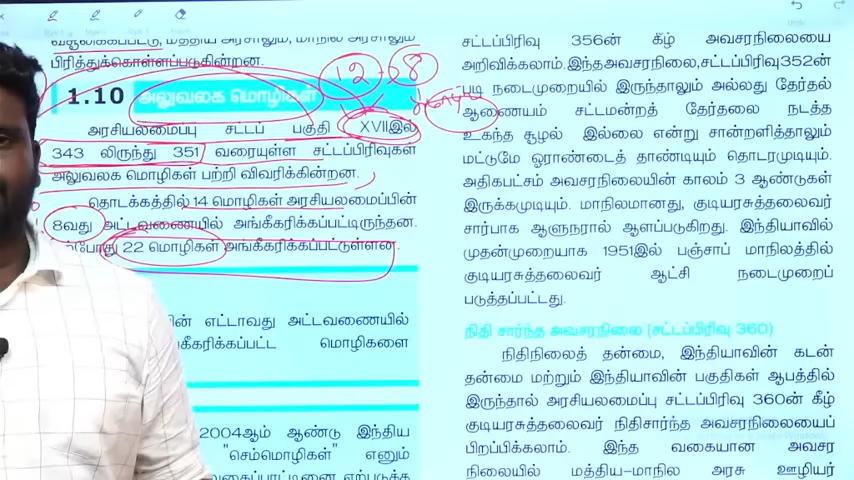 வசூலிக்கப்பட்டு, மத்திய அரசாலும், மாநில அரசாலும்
பிரித்துக்கொள்ளப்படுகின்றன.
12 - 8
1.10 அலுவலக மொழிகள்
அரசியலமைப்பு சட்டப் பகுதி XVIIஇல்
343 லிருந்து 351 வரையுள்ள சட்டப்பிரிவுகள்
அலுவலக மொழிகள் பற்றி விவரிக்கின்றன.
தொடக்கத்தில் 14 மொழிகள் அரசியலமைப்பின்
8வது அட்டவணையில் அங்கீகரிக்கப்பட்டிருந்தன.
22 மொழிகள் அங்கீகரிக்கப்பட்டுள்ளன.
எட்டாவது அட்டவணையில்
மொழிகளை
2004ஆம் ஆண்டு இந்திய
"செம்மொழிகள்" எனும்
சட்டப்பிரிவு 356ன் கீழ் அவசரநிலையை
அறிவிக்கலாம்.இந்தஅவசரநிலை,சட்டப்பிரிவு352ன்
படி நடைமுறையில் இருந்தாலும் அல்லது தேர்தல்
ஆணையம் சட்டமன்றத் தேர்தலை நடத்த
உகந்த சூழல் இல்லை என்று சான்றளித்தாலும்
மட்டுமே ஓராண்டைத் தாண்டியும் தொடரமுடியும்.
அதிகபட்சம் அவசரநிலையின் காலம் 3 ஆண்டுகள்
இருக்கமுடியும். மாநிலமானது, குடியரசுத்தலைவர்
சார்பாக ஆளுநரால் ஆளப்படுகிறது. இந்தியாவில்
முதன்முறையாக 1951இல் பஞ்சாப் மாநிலத்தில்
குடியரசுத்தலைவர் ஆட்சி நடைமுறைப்
படுத்தப்பட்டது.
நிதி சார்ந்த அவசரநிலை (சட்டப்பிரிவு 360)
நிதிநிலைத் தன்மை, இந்தியாவின் கடன்
தன்மை மற்றும் இந்தியாவின் பகுதிகள் ஆபத்தில்
இருந்தால் அரசியலமைப்பு சட்டப்பிரிவு 360ன் கீழ்
குடியரசுத்தலைவர் நிதிசார்ந்த அவசரநிலையைப்
பிறப்பிக்கலாம். இந்த வகையான அவசர
நிலையில் மத்திய-மாநில அரசு ஊழியர்